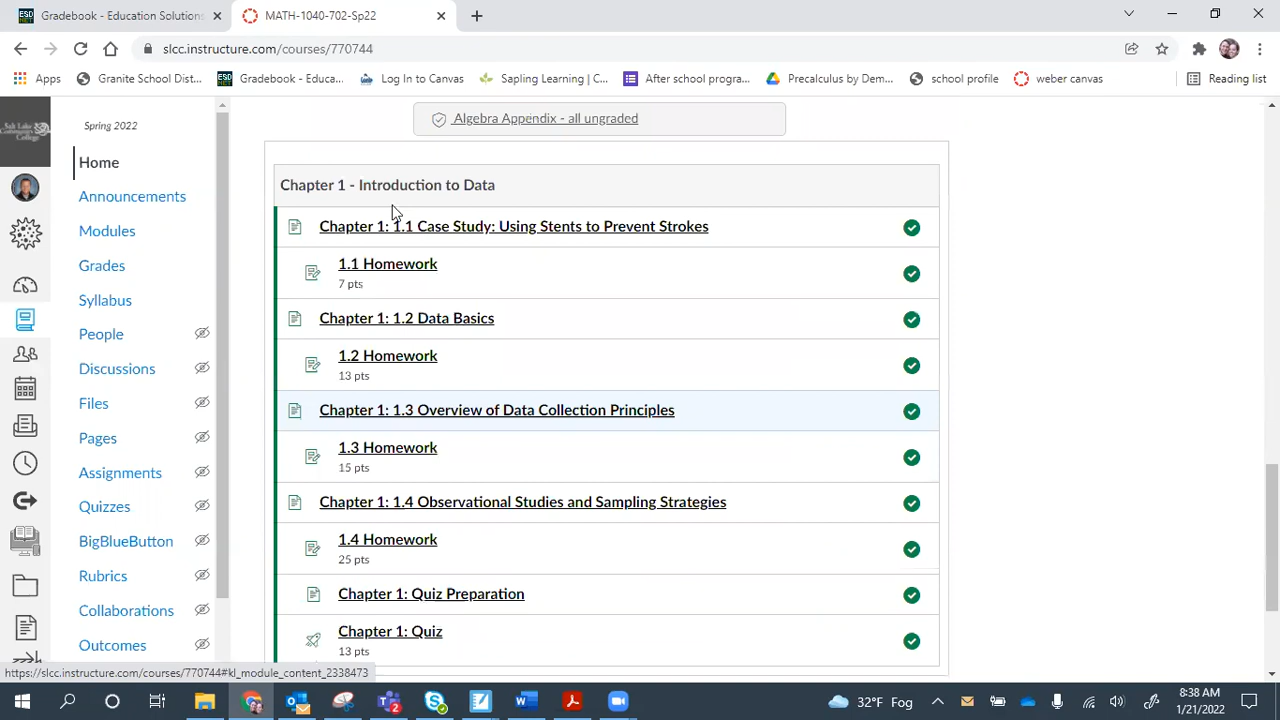 Gradebook - Education Solutions
MATH-1040-702-Sp22
slcc.instructure.com/courses/770744
Apps
Granite School Dist...
Gradebook - Educa...
Log In to Canvas
Sapling Learning | C...
After school progra...
Precalculus by Dem...
school profile
weber canvas
Reading list
Salt Lake
Community
College
Spring 2022
Home
Announcements
Modules
Grades
Syllabus
People
Discussions
Files
Pages
Assignments
Quizzes
BigBlueButton
Rubrics
Collaborations
Outcomes
Algebra Appendix - all ungraded
Chapter 1 - Introduction to Data
Chapter 1: 1.1 Case Study: Using Stents to Prevent Strokes
1.1 Homework
7 pts
Chapter 1: 1.2 Data Basics
1.2 Homework
13 pts
Chapter 1: 1.3 Overview of Data Collection Principles
1.3 Homework
15 pts
Chapter 1: 1.4 Observational Studies and Sampling Strategies
1.4 Homework
25 pts
Chapter 1: Quiz Preparation
Chapter 1: Quiz
13 pts
https://slcc.instructure.com/courses/770744#kl_module_content_2338473
32°F Fog
8:38 AM
1/21/2022